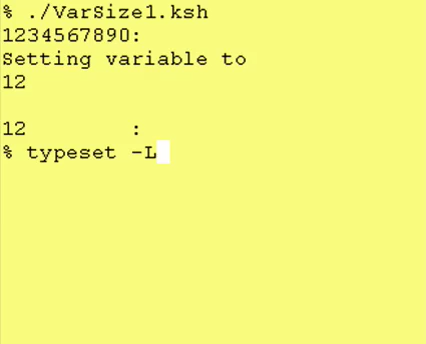 % ./VarSize1.ksh
1234567890:
Setting variable to
12

12        :
% typeset -L